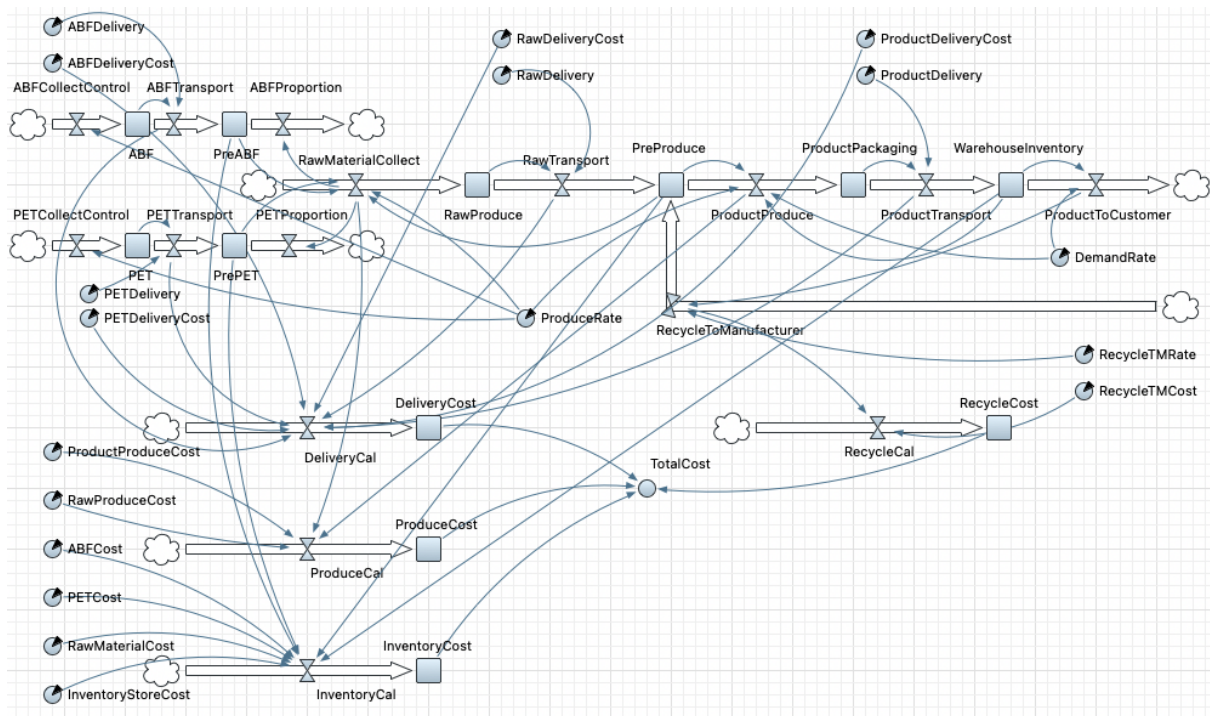 ABFDelivery
RawDeliveryCost
ProductDeliveryCost
ABFDeliveryCost
RawDelivery
ProductDelivery
ABFCollectControl
ABFTransport
ABFProportion
ABF
PreABF
RawMaterialCollect
RawTransport
PreProduce
ProductPackaging
WarehouseInventory
PETCollectControl
PETTransport
PETProportion
RawProduce
ProductProduce
ProductTransport
ProductToCustomer
PET
PrePET
DemandRate
PETDelivery
PETDeliveryCost
ProduceRate
RecycleToManufacturer
RecycleTMRate
RecycleTMCost
DeliveryCost
RecycleCost
ProductProduceCost
DeliveryCal
RecycleCal
TotalCost
RawProduceCost
ProduceCost
ABFCost
ProduceCal
PETCost
RawMaterialCost
InventoryCost
InventoryStoreCost
InventoryCal